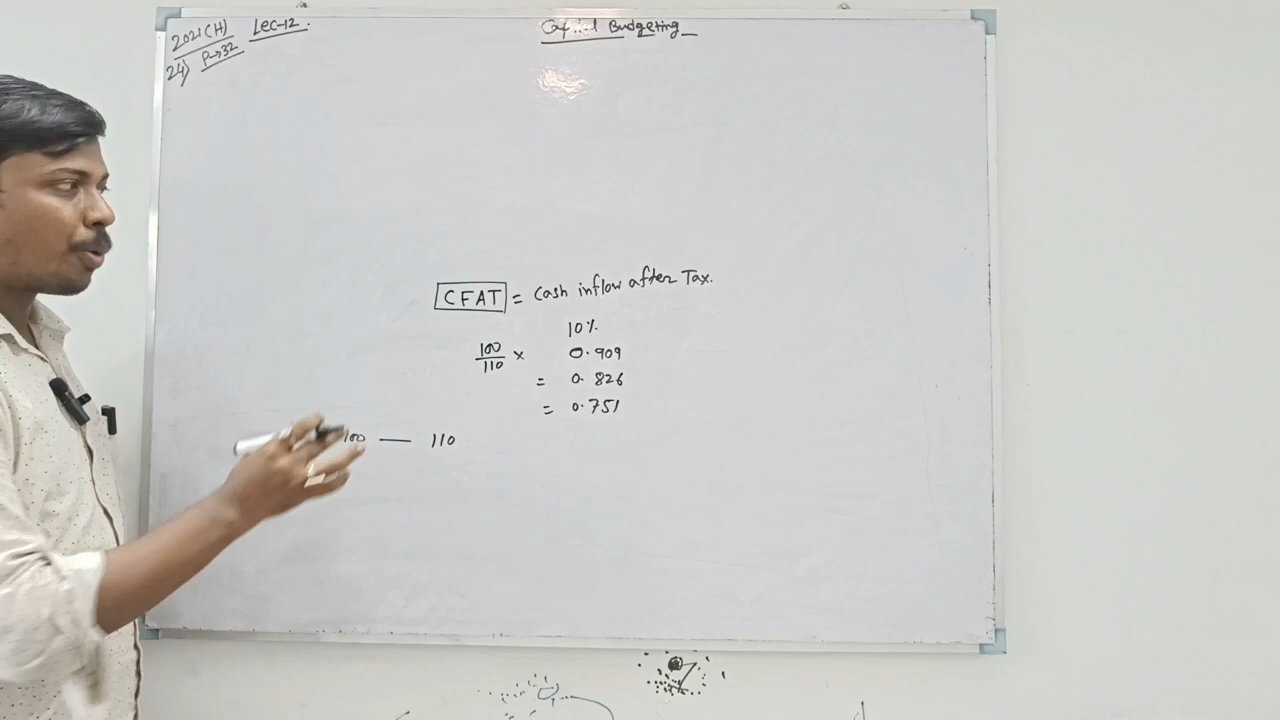 2021(H) Lec-12.
24) P→32
Capital Budgeting
CFAT = Cash inflow after Tax.
10%
100/110 × 0.909
= 0.826
= 0.751
100 — 110